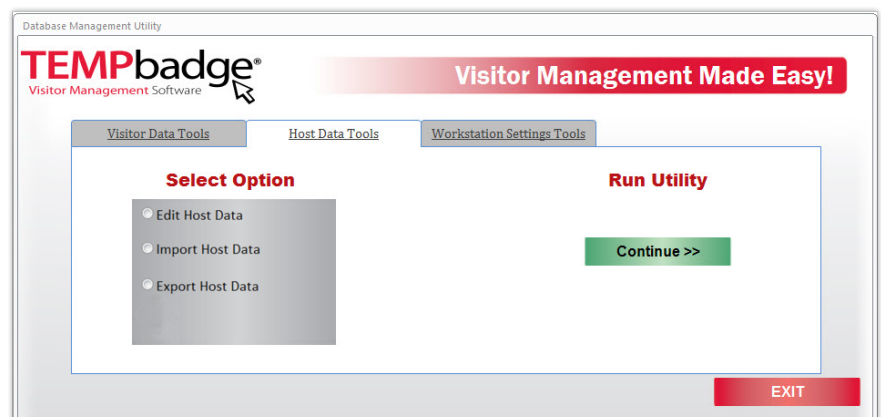 Database Management Utility
TEMPbadge®
Visitor Management Software
Visitor Management Made Easy!
Visitor Data Tools
Host Data Tools
Workstation Settings Tools
Select Option
Run Utility
Edit Host Data
Import Host Data
Continue >>
Export Host Data
EXIT